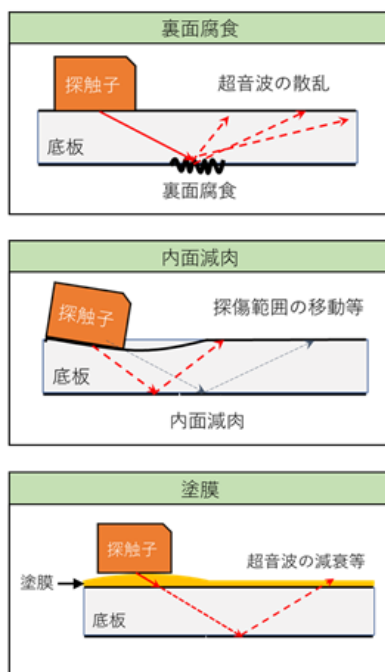 裏面腐食
探触子
超音波の散乱
底板
裏面腐食
内面減肉
探触子
探傷範囲の移動等
底板
内面減肉
塗膜
探触子
超音波の減衰等
塗膜
底板